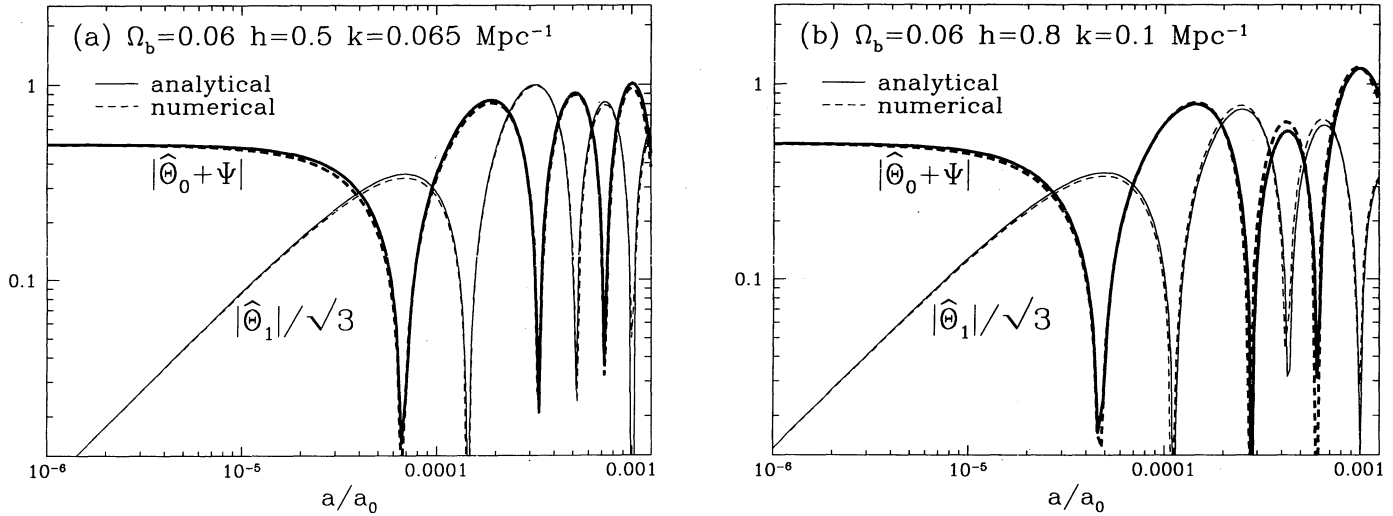 (a) Ω_b=0.06 h=0.5 k=0.065 Mpc⁻¹
analytical
numerical
|Θ̂₀+Ψ|
|Θ̂₁|/√3
1
0.1
10⁻⁶
10⁻⁵
0.0001
0.001
a/a₀
(b) Ω_b=0.06 h=0.8 k=0.1 Mpc⁻¹
analytical
numerical
|Θ̂₀+Ψ|
|Θ̂₁|/√3
1
0.1
10⁻⁶
10⁻⁵
0.0001
0.001
a/a₀